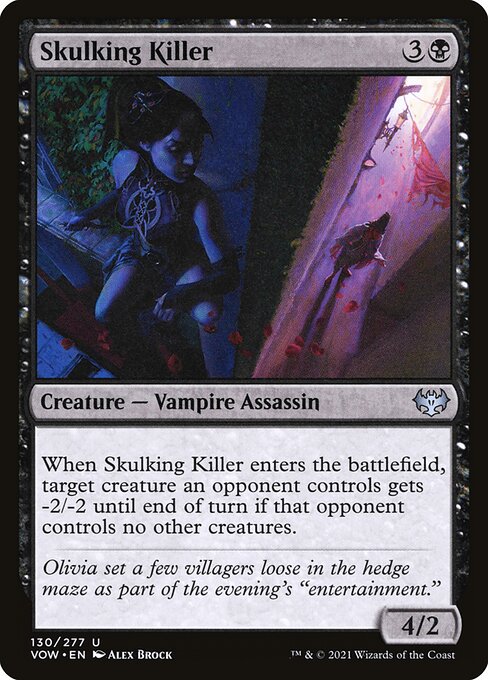 Skulking Killer 3
Creature — Vampire Assassin
When Skulking Killer enters the battlefield,
target creature an opponent controls gets
-2/-2 until end of turn if that opponent
controls no other creatures.
Olivia set a few villagers loose in the hedge
maze as part of the evening's “entertainment.”
4/2
130/277 U
VOW • EN Alex Brock ™ & © 2021 Wizards of the Coast